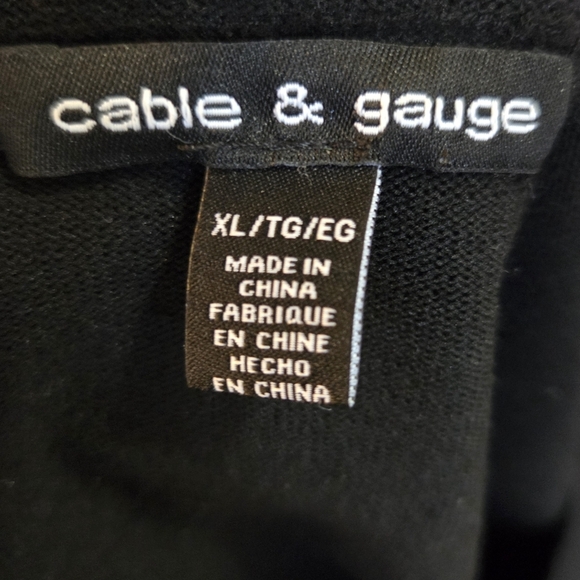 cable & gauge
XL/TG/EG
MADE IN
CHINA
FABRIQUE
EN CHINE
HECHO
EN CHINA